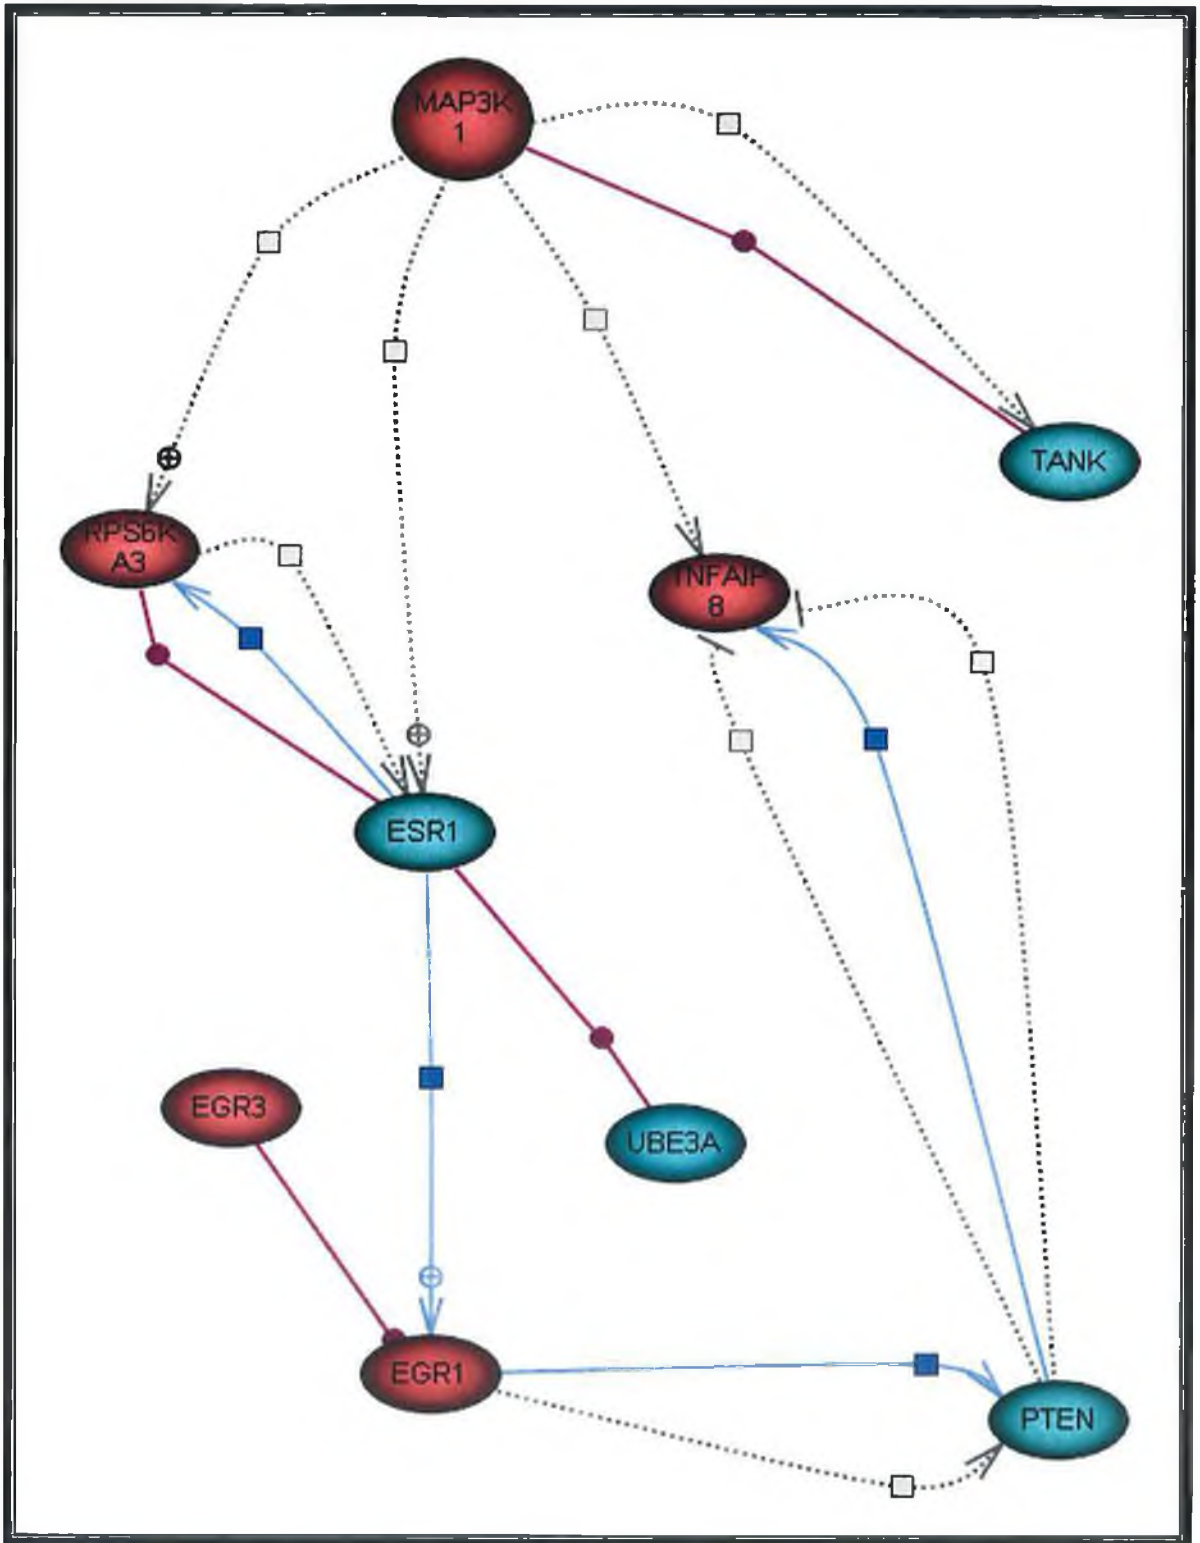 MAP3K
1
TANK
RPS6K
A3
TNFAIP
8
ESR1
EGR3
UBE3A
EGR1
PTEN